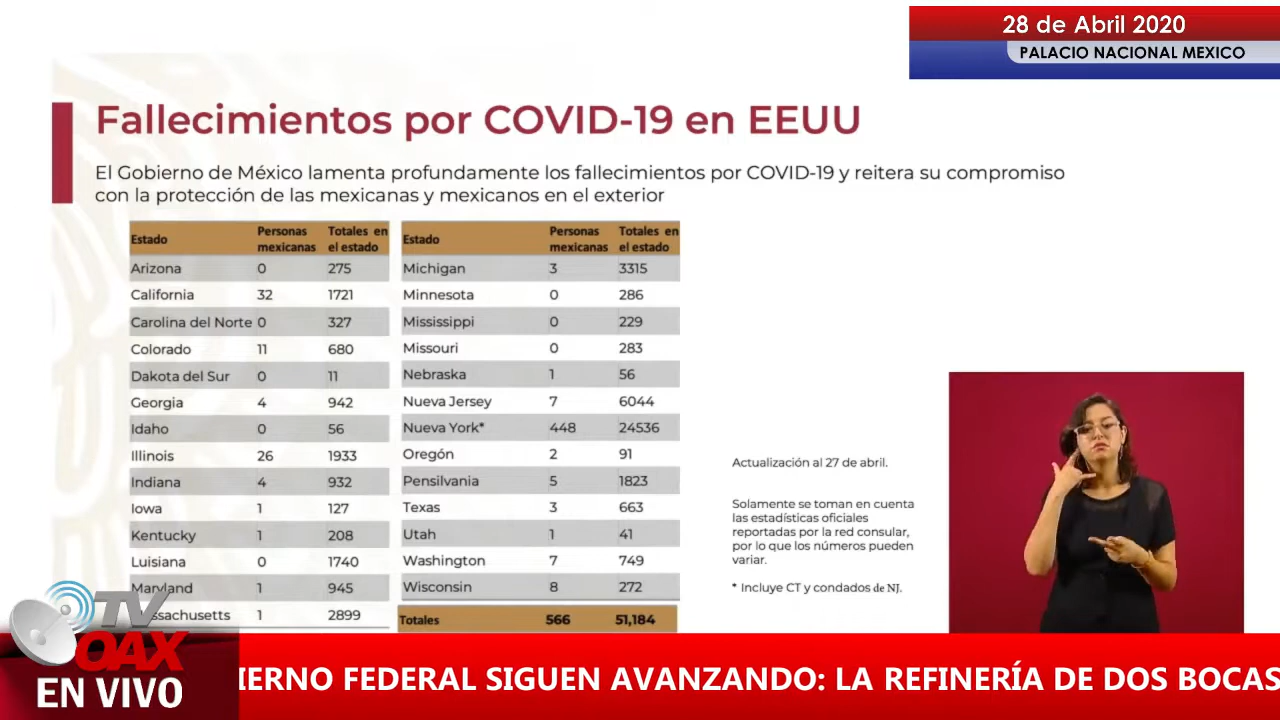 28 de Abril 2020
PALACIO NACIONAL MEXICO
Fallecimientos por COVID-19 en EEUU
El Gobierno de México lamenta profundamente los fallecimientos por COVID-19 y reitera su compromiso
con la protección de las mexicanas y mexicanos en el exterior
Estado Personas mexicanas Totales en el estado
Arizona 0 275
California 32 1721
Carolina del Norte 0 327
Colorado 11 680
Dakota del Sur 0 11
Georgia 4 942
Idaho 0 56
Illinois 26 1933
Indiana 4 932
Iowa 1 127
Kentucky 1 208
Luisiana 0 1740
Maryland 1 945
ssachusetts 1 2899
Estado Personas mexicanas Totales en el estado
Michigan 3 3315
Minnesota 0 286
Mississippi 0 229
Missouri 0 283
Nebraska 1 56
Nueva Jersey 7 6044
Nueva York* 448 24536
Oregón 2 91
Pensilvania 5 1823
Texas 3 663
Utah 1 41
Washington 7 749
Wisconsin 8 272
Totales 566 51,184
Actualización al 27 de abril.
Solamente se toman en cuenta
las estadísticas oficiales
reportadas por la red consular,
por lo que los números pueden
variar.
* Incluye CT y condados de NJ.
TV
OAX
EN VIVO
IERNO FEDERAL SIGUEN AVANZANDO: LA REFINERÍA DE DOS BOCAS